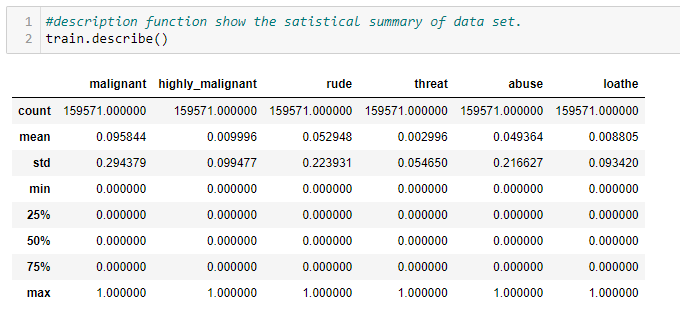 1 #description function show the satistical summary of data set.
2 train.describe()
malignant highly_malignant rude threat abuse loathe
count 159571.000000 159571.000000 159571.000000 159571.000000 159571.000000 159571.000000
mean 0.095844 0.009996 0.052948 0.002996 0.049364 0.008805
std 0.294379 0.099477 0.223931 0.054650 0.216627 0.093420
min 0.000000 0.000000 0.000000 0.000000 0.000000 0.000000
25% 0.000000 0.000000 0.000000 0.000000 0.000000 0.000000
50% 0.000000 0.000000 0.000000 0.000000 0.000000 0.000000
75% 0.000000 0.000000 0.000000 0.000000 0.000000 0.000000
max 1.000000 1.000000 1.000000 1.000000 1.000000 1.000000